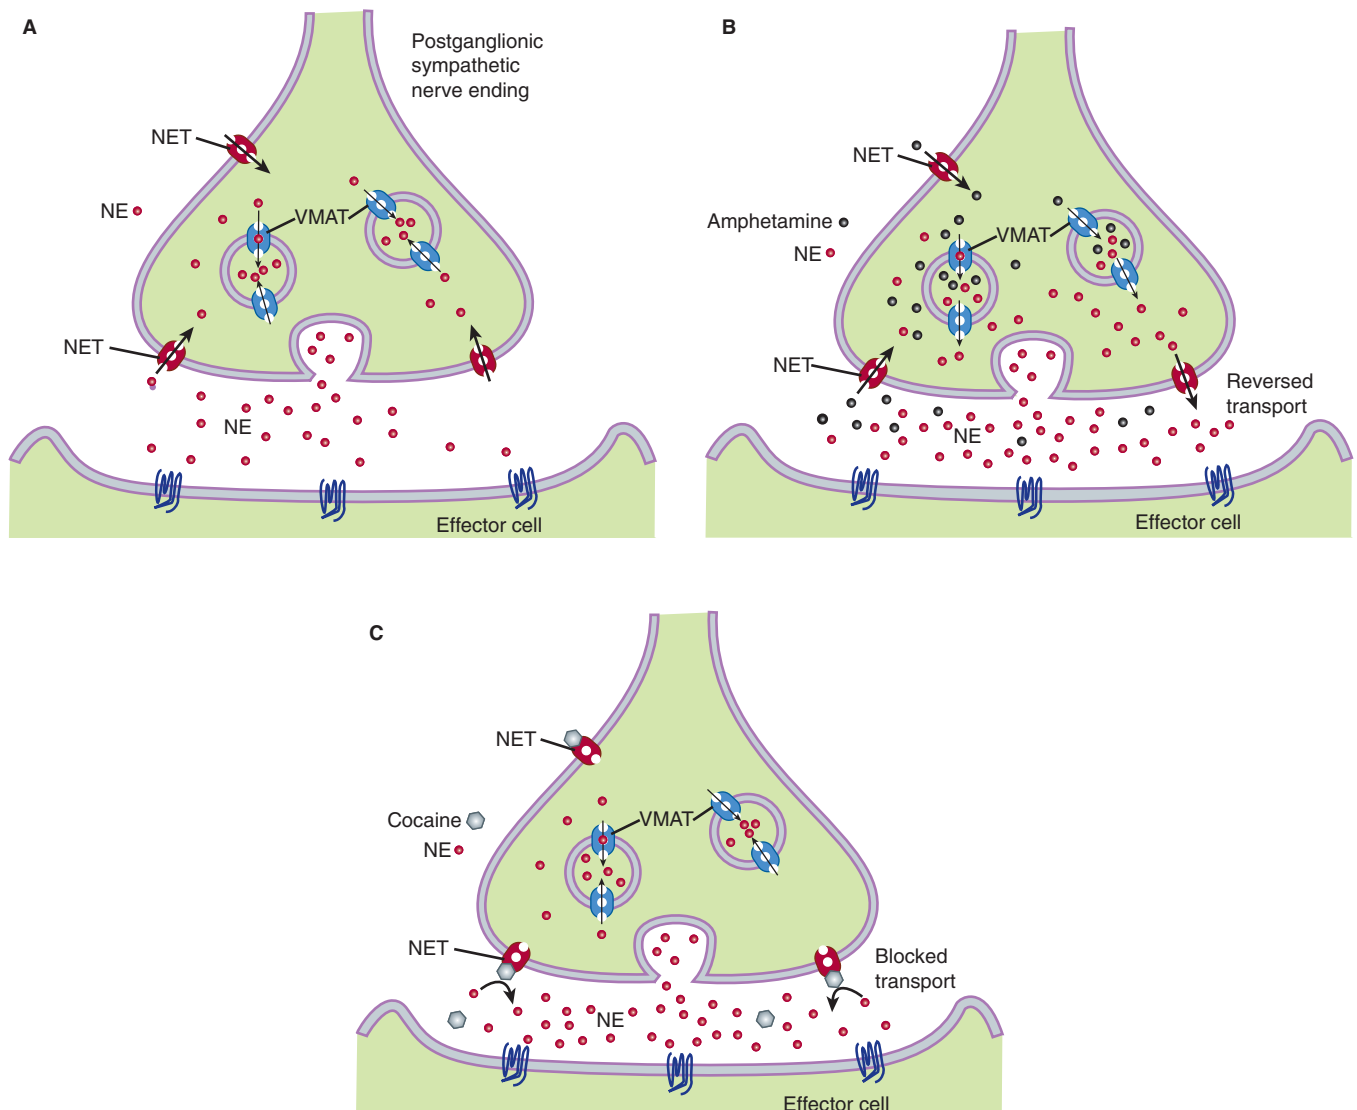 A
Postganglionic
sympathetic
nerve ending
NET
NE
VMAT
NET
NE
Effector cell
B
NET
Amphetamine
NE
VMAT
NET
Reversed
transport
NE
Effector cell
C
NET
Cocaine
NE
VMAT
NET
Blocked
transport
NE
Effector cell